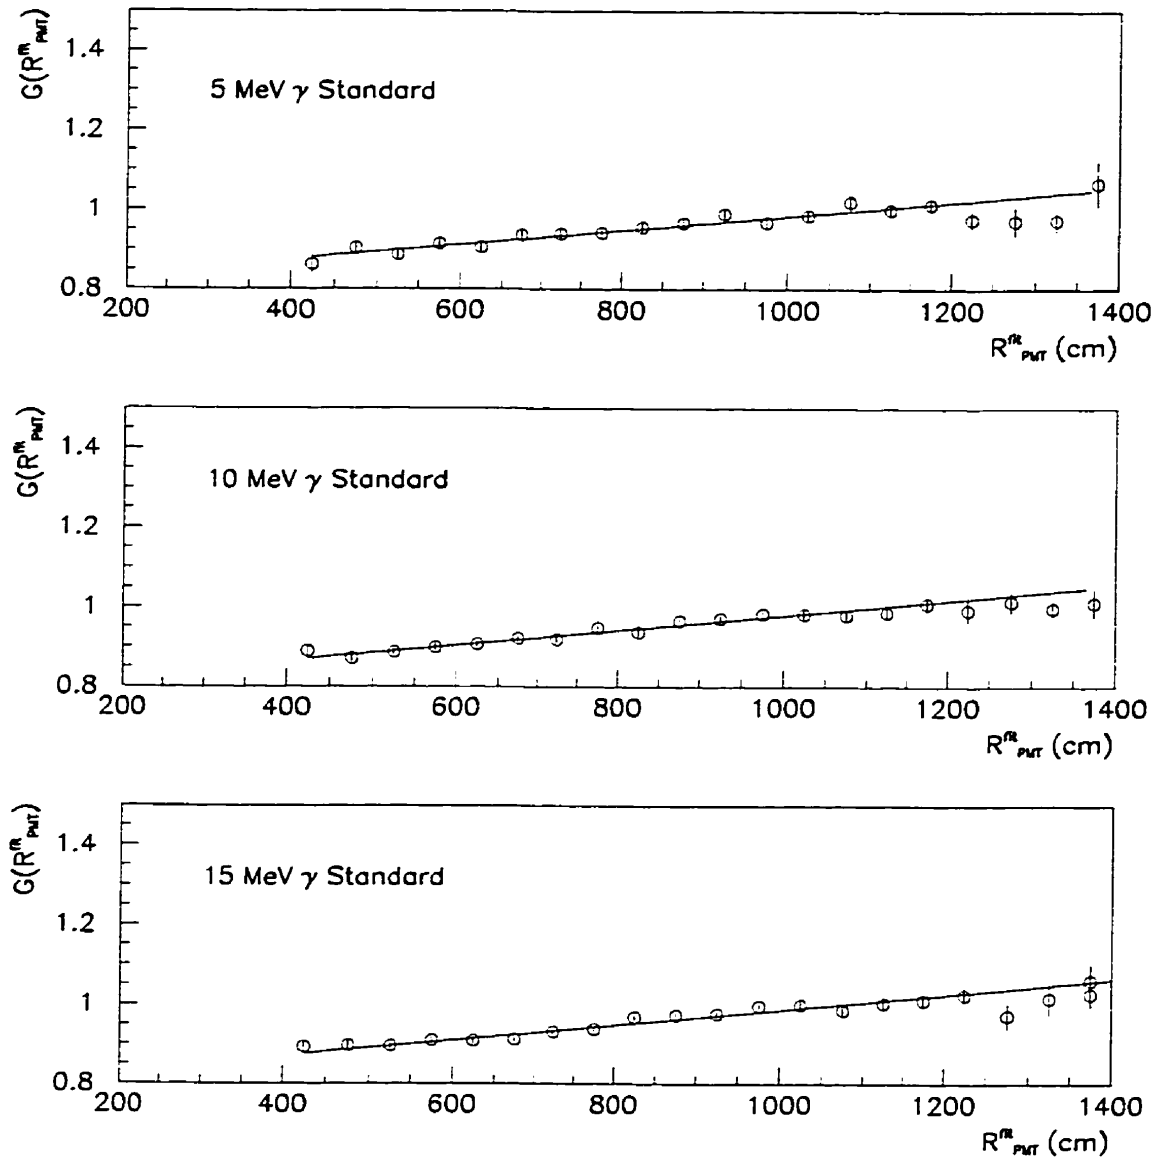 G(R^fit_PMT)
1.4
5 MeV γ Standard
1.2
1
0.8
200 400 600 800 1000 1200 1400
R^fit_PMT (cm)
G(R^fit_PMT)
1.4
10 MeV γ Standard
1.2
1
0.8
200 400 600 800 1000 1200 1400
R^fit_PMT (cm)
G(R^fit_PMT)
1.4
15 MeV γ Standard
1.2
1
0.8
200 400 600 800 1000 1200 1400
R^fit_PMT (cm)